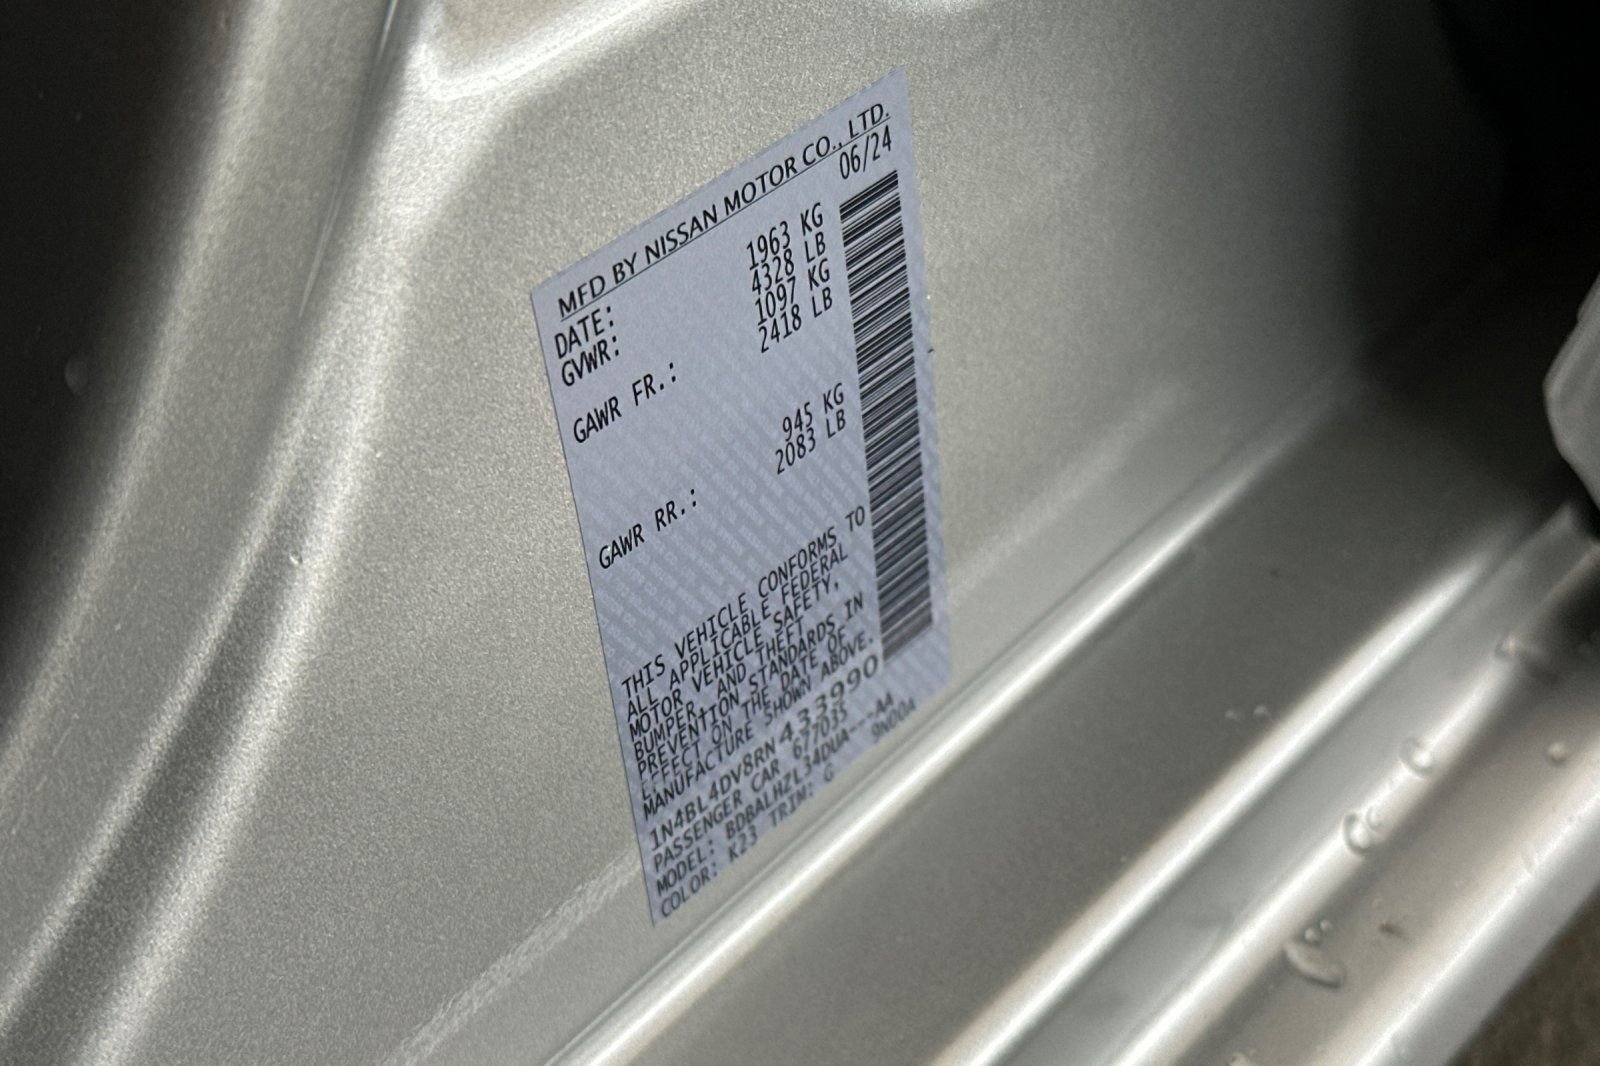 MFD BY NISSAN MOTOR CO., LTD.
DATE: 06/24
GVWR: 1963 KG
4328 LB
GAWR FR.: 1097 KG
2418 LB
GAWR RR.: 945 KG
2083 LB
THIS VEHICLE CONFORMS TO
ALL APPLICABLE FEDERAL
MOTOR VEHICLE SAFETY,
BUMPER, AND THEFT
PREVENTION STANDARDS IN
EFFECT ON THE DATE OF
MANUFACTURE SHOWN ABOVE.
1N4BL4DV8RN433990
PASSENGER CAR 677035
MODEL: BDBALHZL34DUA---AA
COLOR: K23 TRIM: G 9N00A